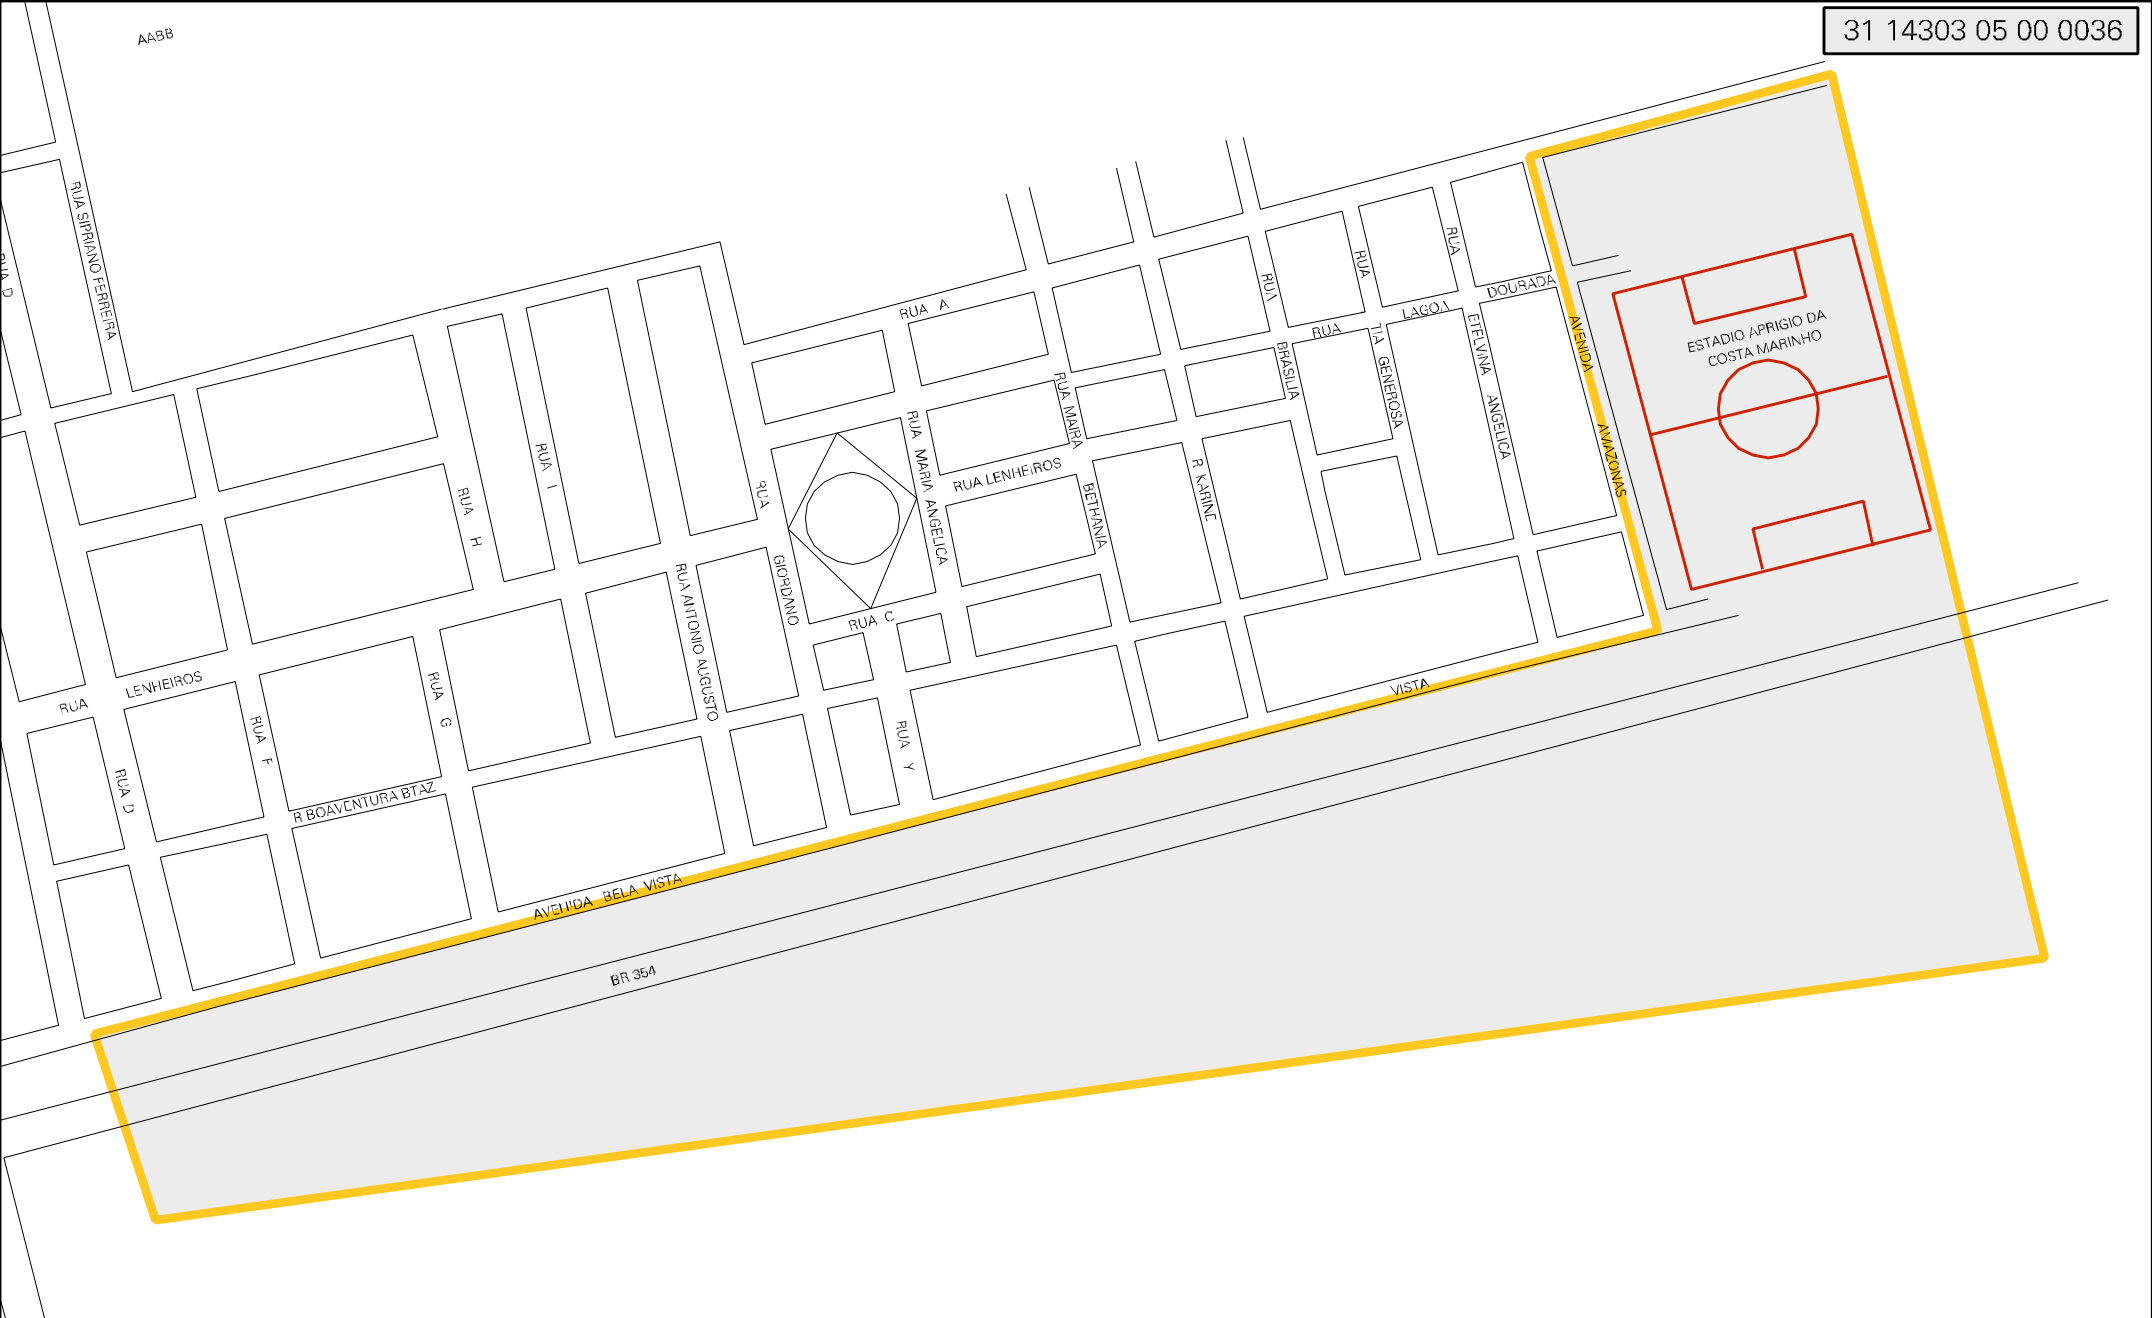 31 14303 05 00 0036
AABB
RUA SIPRIANO FERREIRA
RUA D
RUA A
RUA
RUA
RUA
RUA LAGOA DOURADA
AVENIDA AMAZONAS
ESTADIO APRIGIO DA
COSTA MARINHO
BRASILIA
TIA GENEROSA
ETELVINA ANGELICA
RUA MAIRA
BETHANIA
R KARINE
RUA MARIA ANGELICA
RUA LENHEIROS
RUA I
RUA H
RUA GIORDANO
RUA C
RUA ANTONIO AUGUSTO
RUA LENHEIROS
RUA G
RUA F
RUA D
RUA Y
R BOAVENTURA BTAZ
VISTA
AVENIDA BELA VISTA
BR 354